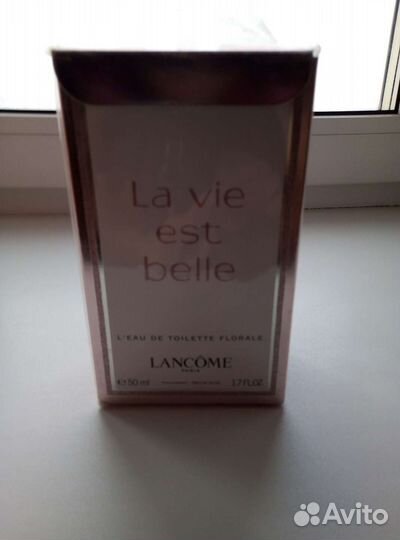 La vie
est
belle
L'EAU DE TOILETTE FLORALE
LANCÔME
PARIS
℮ 50 ml 1.7 FL.OZ.
Avito